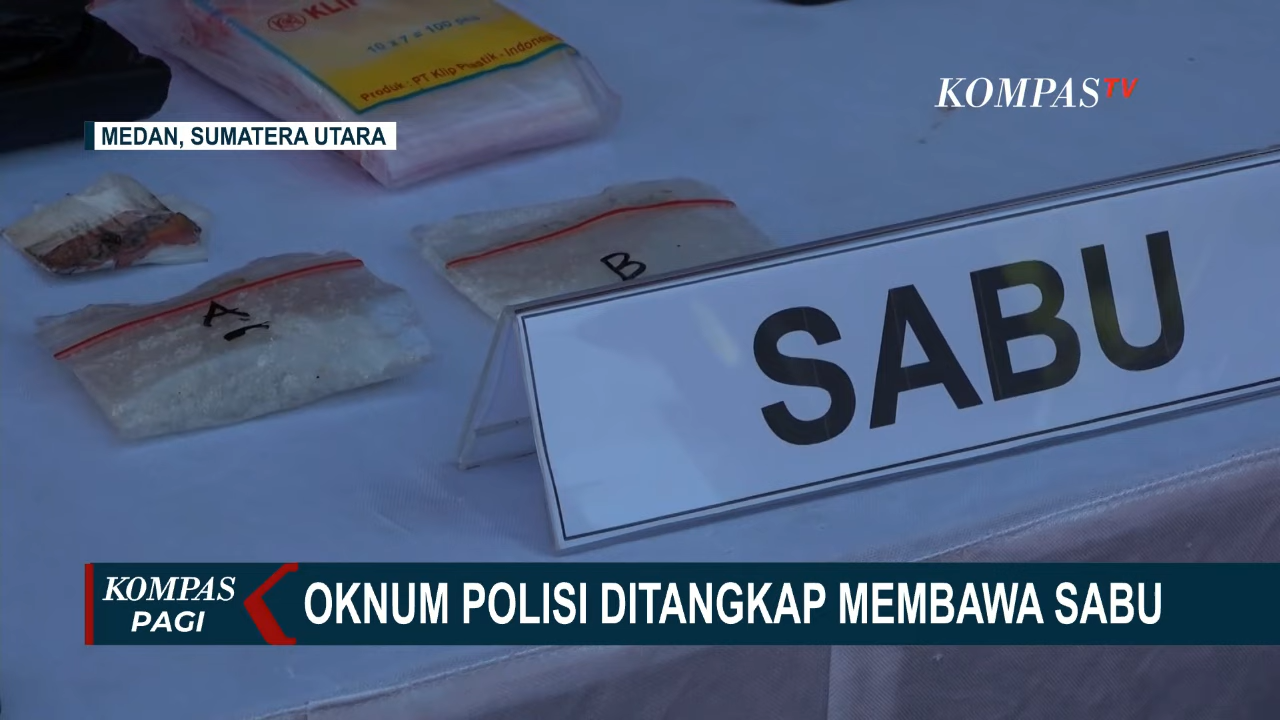 KLIP
10 x 7 = 100 pcs
Produk : PT Klip Plastik - Indonesia
KOMPASTV
MEDAN, SUMATERA UTARA
A
B
SABU
KOMPAS
PAGI
OKNUM POLISI DITANGKAP MEMBAWA SABU